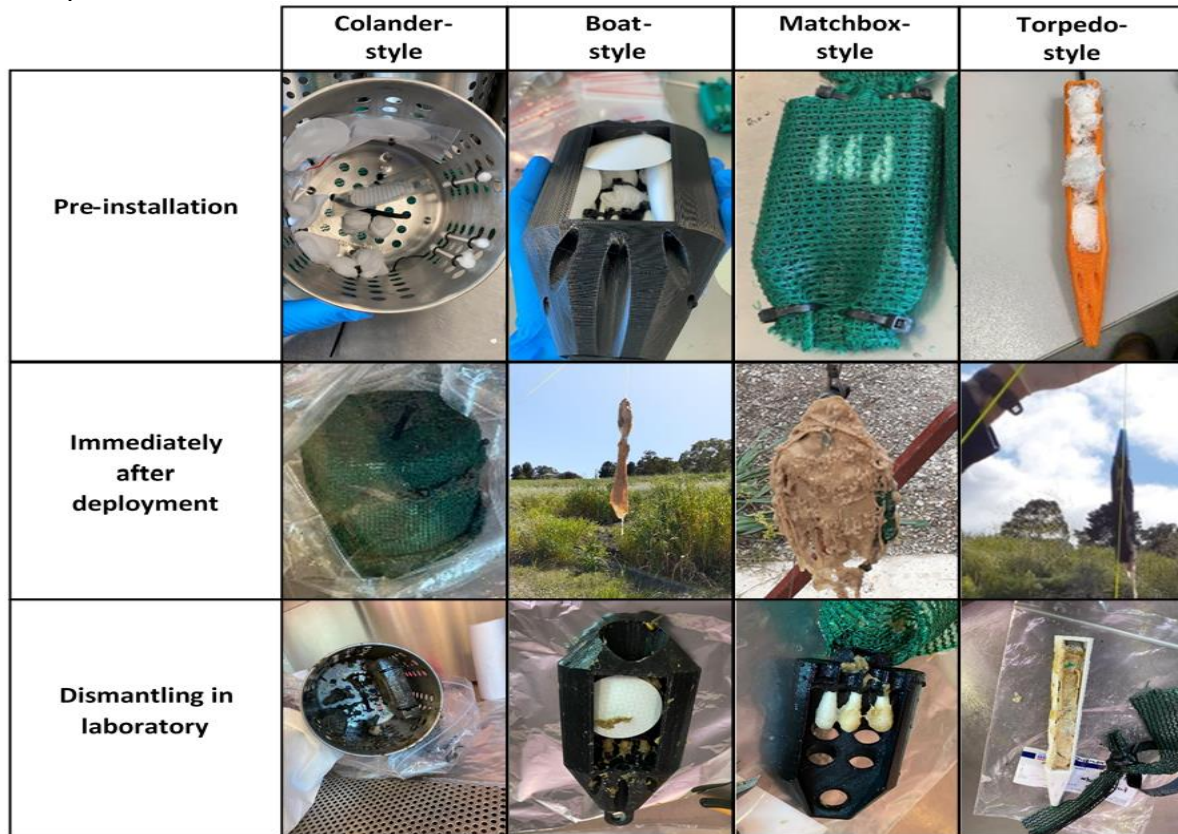 Colander-
style
Boat-
style
Matchbox-
style
Torpedo-
style
Pre-installation
Immediately
after
deployment
Dismantling in
laboratory